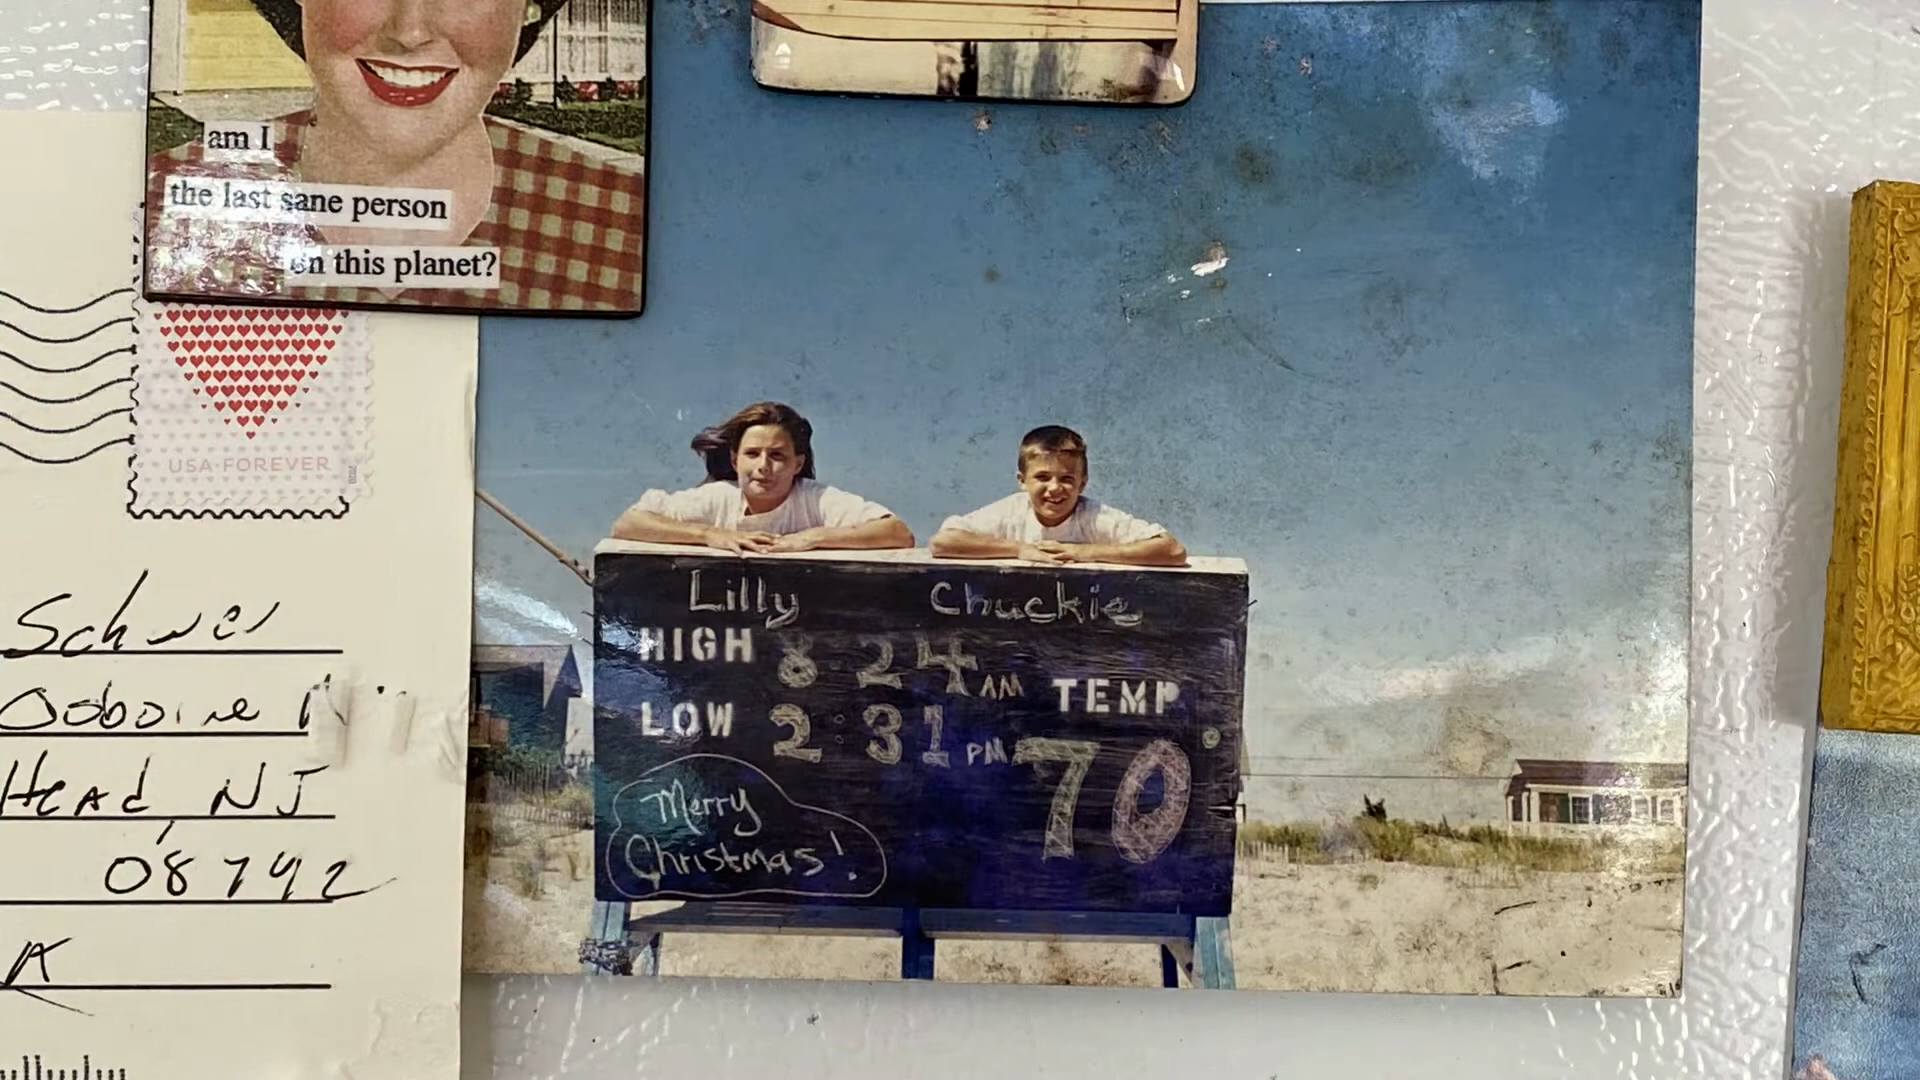 am I
the last sane person
on this planet?
USA FOREVER
Head, NJ
08742
Lilly Chuckie
HIGH 8 24 AM
LOW 2:31 PM
TEMP
70°
Merry
Christmas!